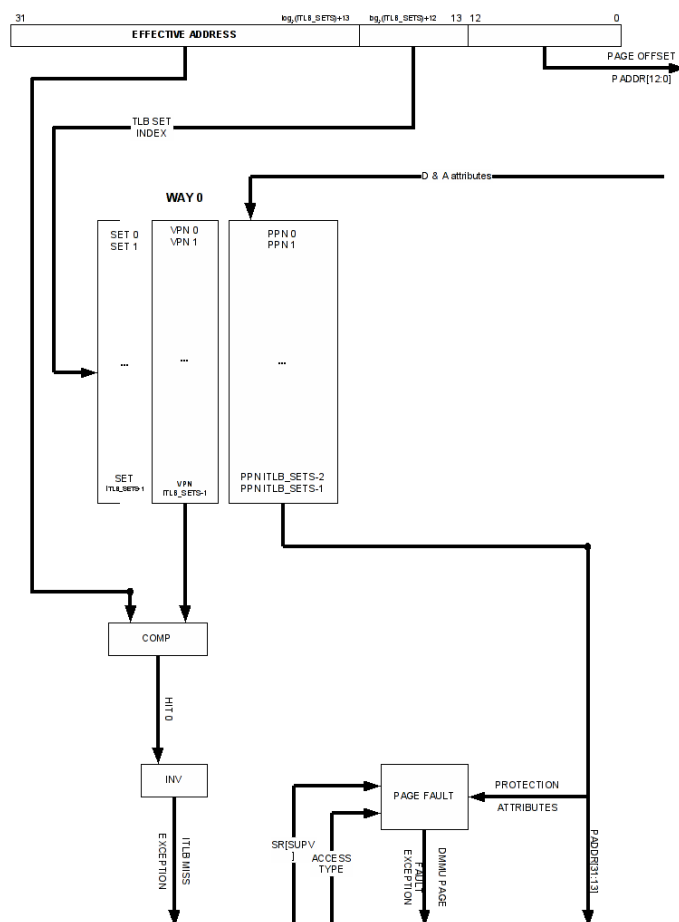 31 log₂(ITLB_SETS)+13 log₂(ITLB_SETS)+12 13 12 0
EFFECTIVE ADDRESS
PAGE OFFSET
PADDR[12:0]
TLB SET
INDEX
D & A attributes
WAY 0
SET 0
SET 1
...
SET
ITLB_SETS-1
VPN 0
VPN 1
...
VPN
ITLB_SETS-1
PPN 0
PPN 1
...
PPN ITLB_SETS-2
PPN ITLB_SETS-1
COMP
HIT 0
INV
ITLB MISS
EXCEPTION
PAGE FAULT
PROTECTION
ATTRIBUTES
SR[SUPV
]
ACCESS
TYPE
DMMU PAGE
FAULT
EXCEPTION
PADDR[31:13]